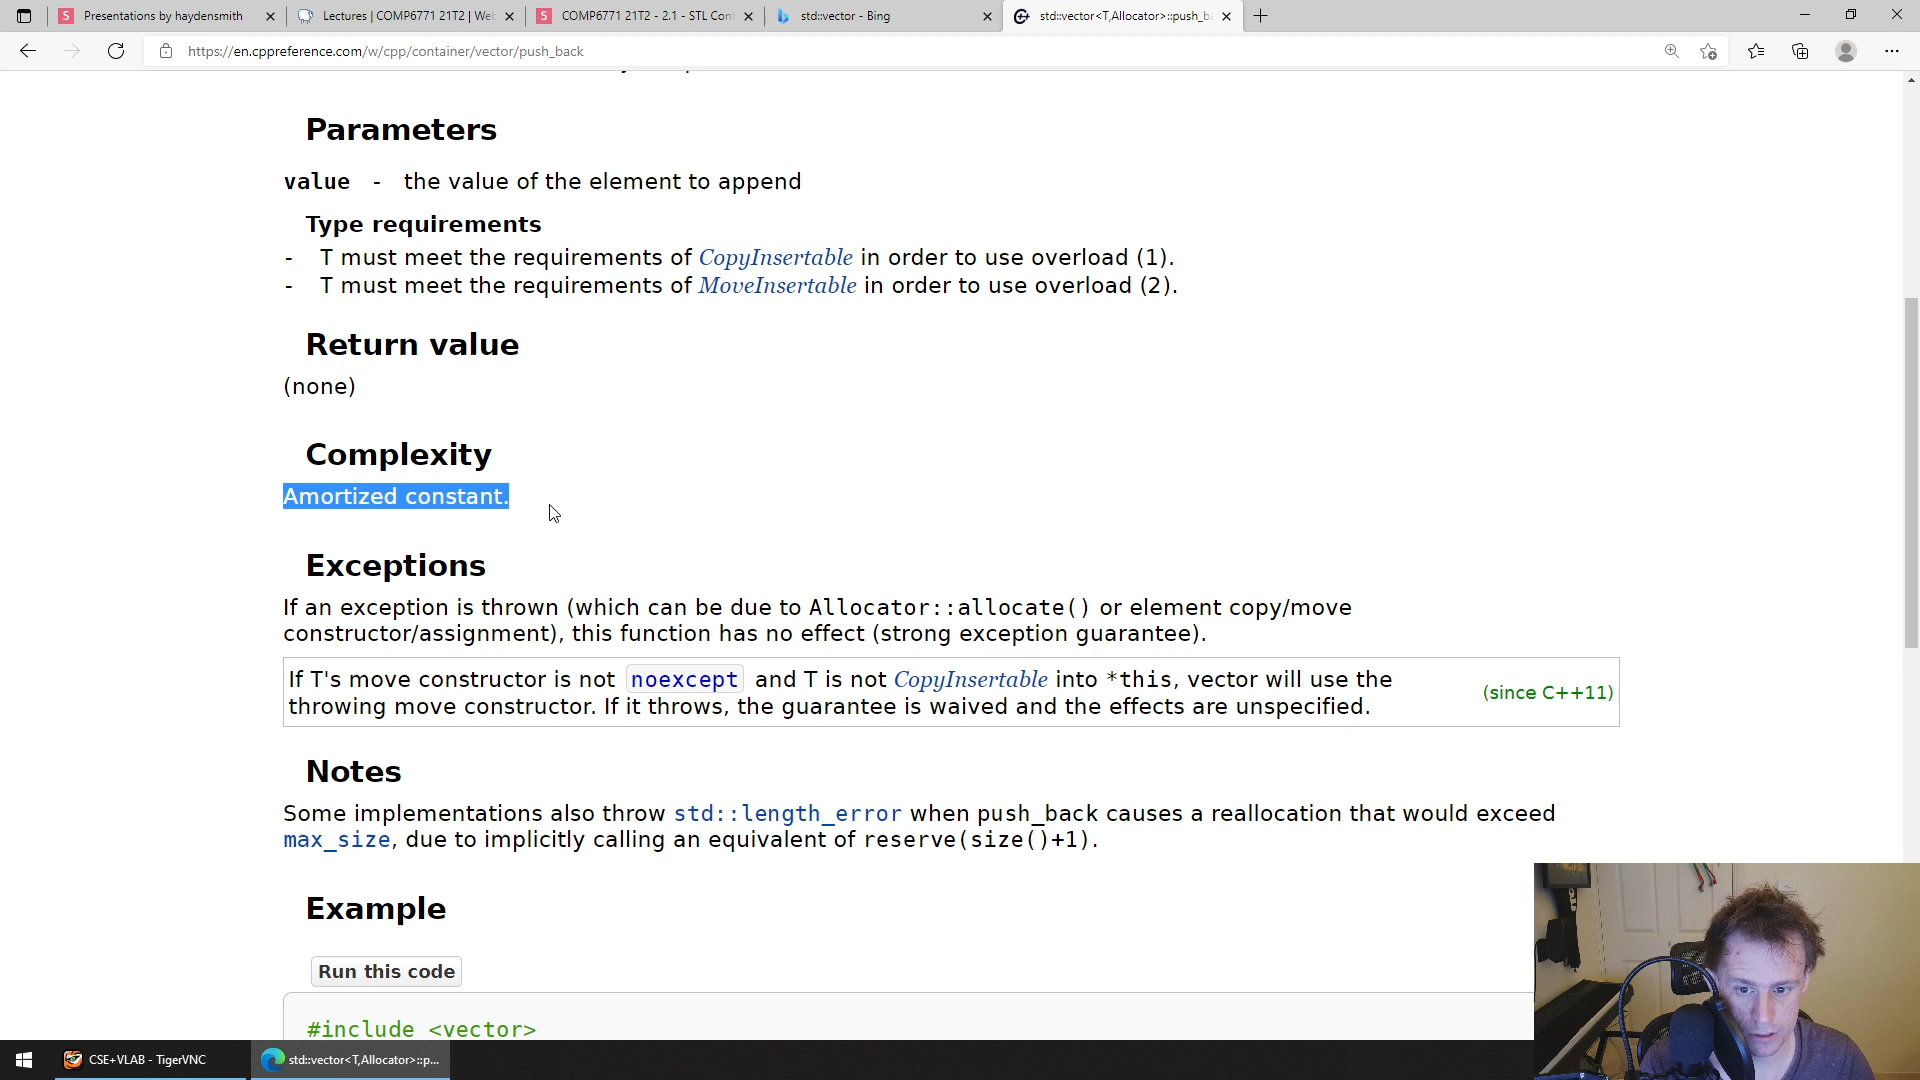 Presentations by haydensmith
Lectures | COMP6771 21T2 | Web
COMP6771 21T2 - 2.1 - STL Cont
std::vector - Bing
std::vector<T,Allocator>::push_b
https://en.cppreference.com/w/cpp/container/vector/push_back
Parameters
value - the value of the element to append
Type requirements
- T must meet the requirements of CopyInsertable in order to use overload (1).
- T must meet the requirements of MoveInsertable in order to use overload (2).
Return value
(none)
Complexity
Amortized constant.
Exceptions
If an exception is thrown (which can be due to Allocator::allocate() or element copy/move
constructor/assignment), this function has no effect (strong exception guarantee).
If T's move constructor is not noexcept and T is not CopyInsertable into *this, vector will use the
throwing move constructor. If it throws, the guarantee is waived and the effects are unspecified.
(since C++11)
Notes
Some implementations also throw std::length_error when push_back causes a reallocation that would exceed
max_size, due to implicitly calling an equivalent of reserve(size()+1).
Example
Run this code
#include <vector>
CSE+VLAB - TigerVNC
std::vector<T,Allocator>::p...